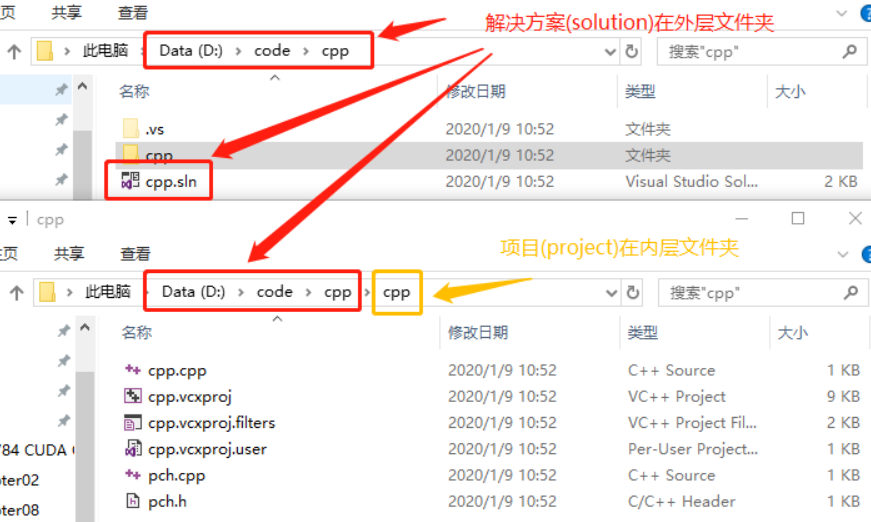 页 共享 查看
解决方案(solution)在外层文件夹
此电脑 Data (D:) code cpp
搜索"cpp"
名称 修改日期 类型 大小
.vs 2020/1/9 10:52 文件夹
cpp 2020/1/9 10:52 文件夹
cpp.sln 2020/1/9 10:52 Visual Studio Sol... 2 KB
cpp
项目(project)在内层文件夹
页 共享 查看
此电脑 Data (D:) code cpp cpp
搜索"cpp"
名称 修改日期 类型 大小
cpp.cpp 2020/1/9 10:52 C++ Source 1 KB
cpp.vcxproj 2020/1/9 10:52 VC++ Project 9 KB
cpp.vcxproj.filters 2020/1/9 10:52 VC++ Project Fil... 2 KB
cpp.vcxproj.user 2020/1/9 10:52 Per-User Project... 1 KB
pch.cpp 2020/1/9 10:52 C++ Source 1 KB
pch.h 2020/1/9 10:52 C/C++ Header 1 KB
84 CUDA
ter02
ter08